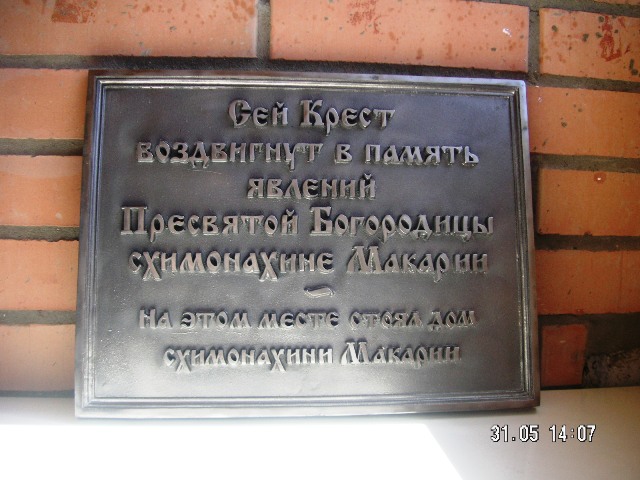 Сей Крест
воздвигнут в память
явлений
Пресвятой Богородицы
схимонахине Макарии
на этом месте стоял дом
схимонахини Макарии
31.05 14:07